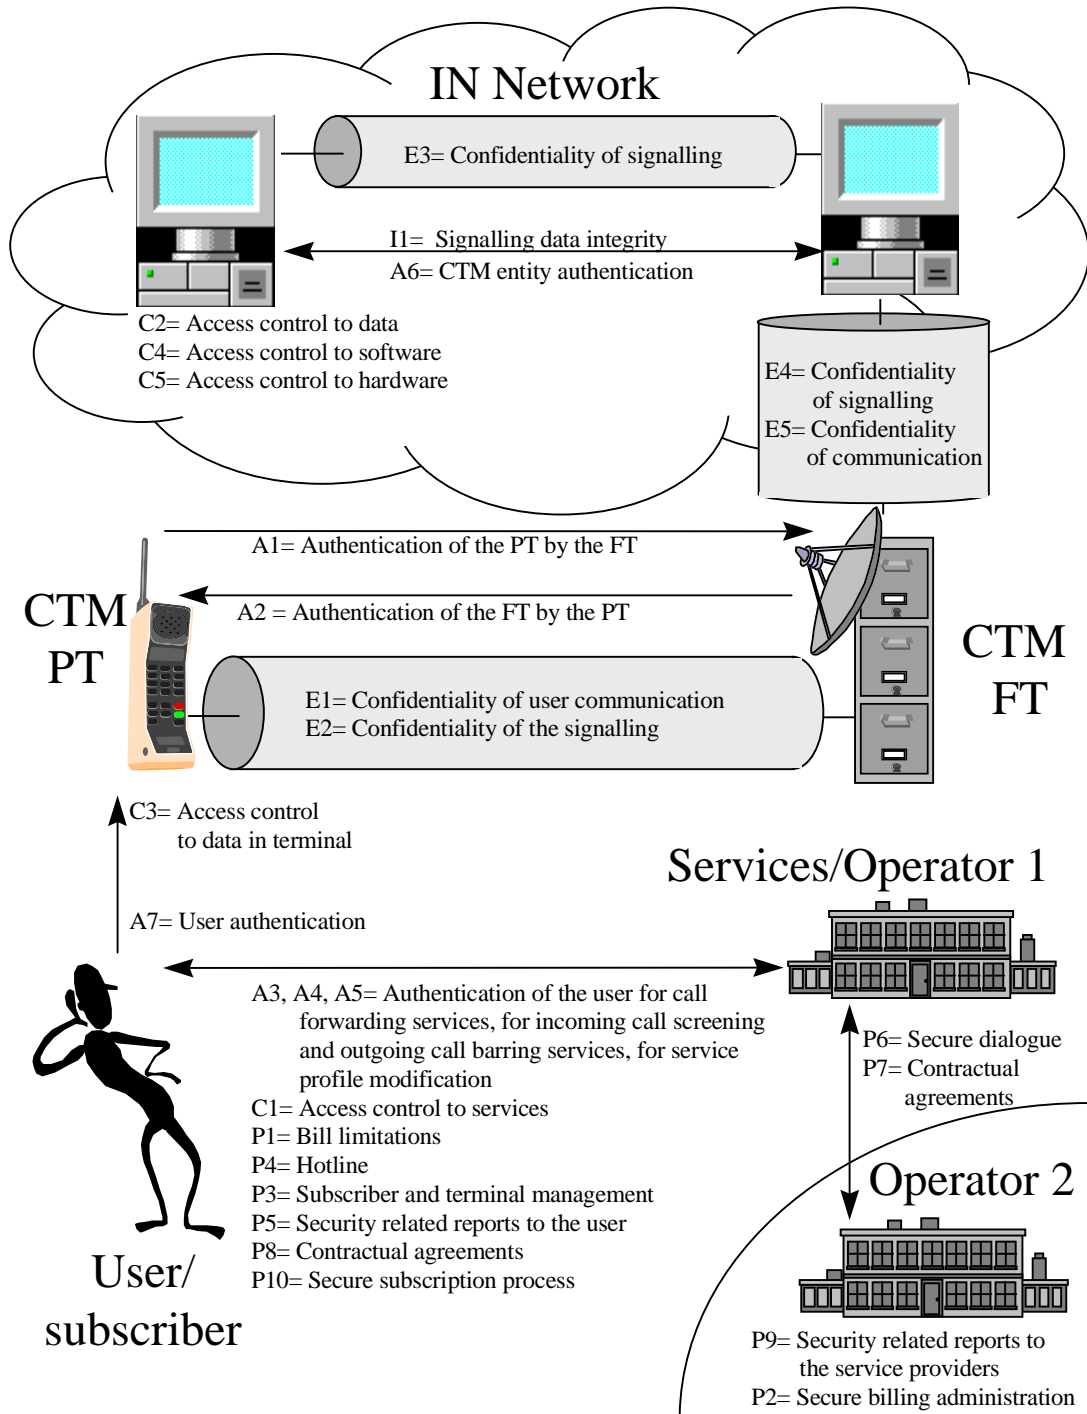 IN Network
E3= Confidentiality of signalling
I1=  Signalling data integrity
A6= CTM entity authentication
C2= Access control to data
C4= Access control to software
C5= Access control to hardware
E4= Confidentiality
of signalling
E5= Confidentiality
of communication
A1= Authentication of the PT by the FT
A2 = Authentication of the FT by the PT
CTM
PT
CTM
FT
E1= Confidentiality of user communication
E2= Confidentiality of the signalling
C3= Access control
to data in terminal
A7= User authentication
Services/Operator 1
A3, A4, A5= Authentication of the user for call
forwarding services, for incoming call screening
and outgoing call barring services, for service
profile modification
C1= Access control to services
P1= Bill limitations
P4= Hotline
P3= Subscriber and terminal management
P5= Security related reports to the user
P8= Contractual agreements
P10= Secure subscription process
User/
subscriber
P6= Secure dialogue
P7= Contractual
agreements
Operator 2
P9= Security related reports to
the service providers
P2= Secure billing administration